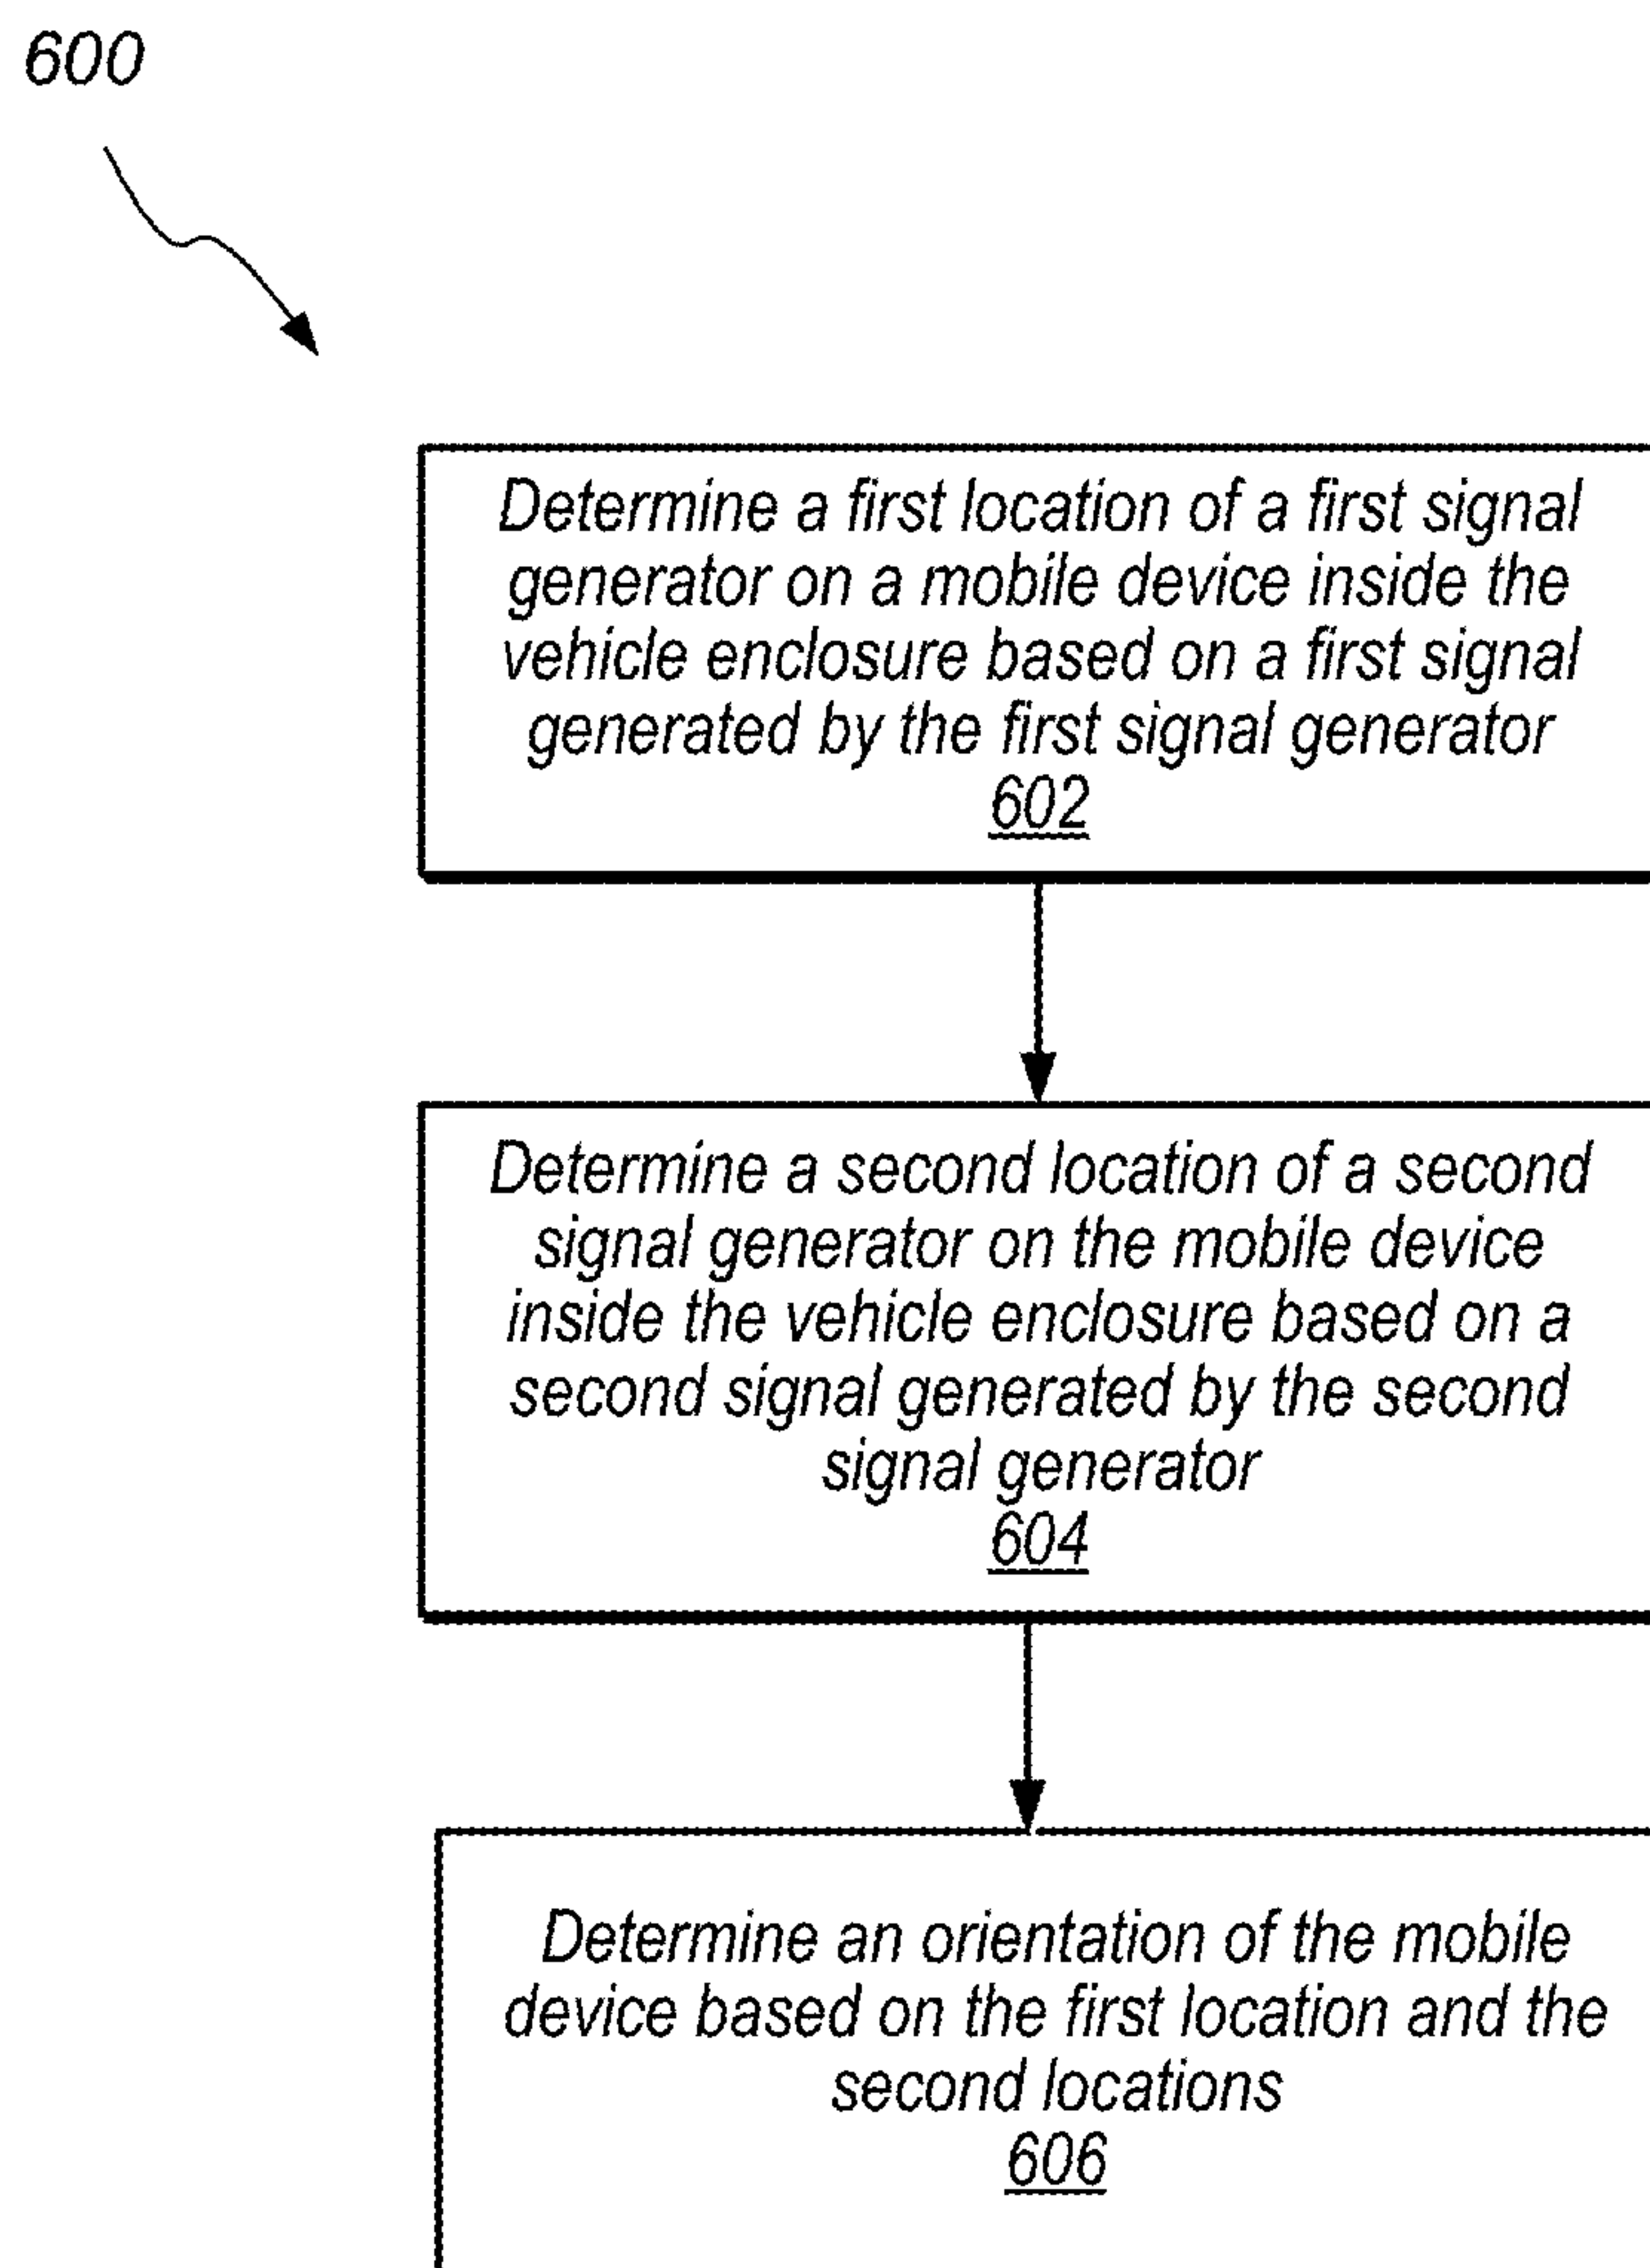 600
Determine a first location of a first signal
generator on a mobile device inside the
vehicle enclosure based on a first signal
generated by the first signal generator
602
Determine a second location of a second
signal generator on the mobile device
inside the vehicle enclosure based on a
second signal generated by the second
signal generator
604
Determine an orientation of the mobile
device based on the first location and the
second locations
606